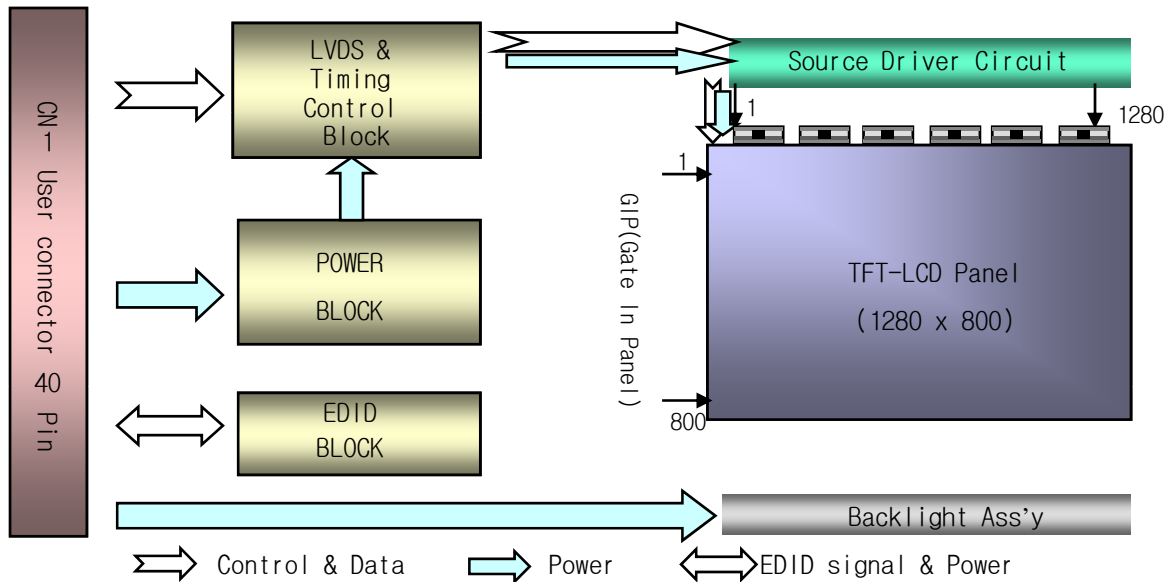 CN1 User connector 40 Pin
LVDS &
Timing
Control
Block
POWER
BLOCK
EDID
BLOCK
Source Driver Circuit
1
1280
1
GIP(Gate In Panel)
800
TFT-LCD Panel
(1280 x 800)
Backlight Ass'y
Control & Data
Power
EDID signal & Power